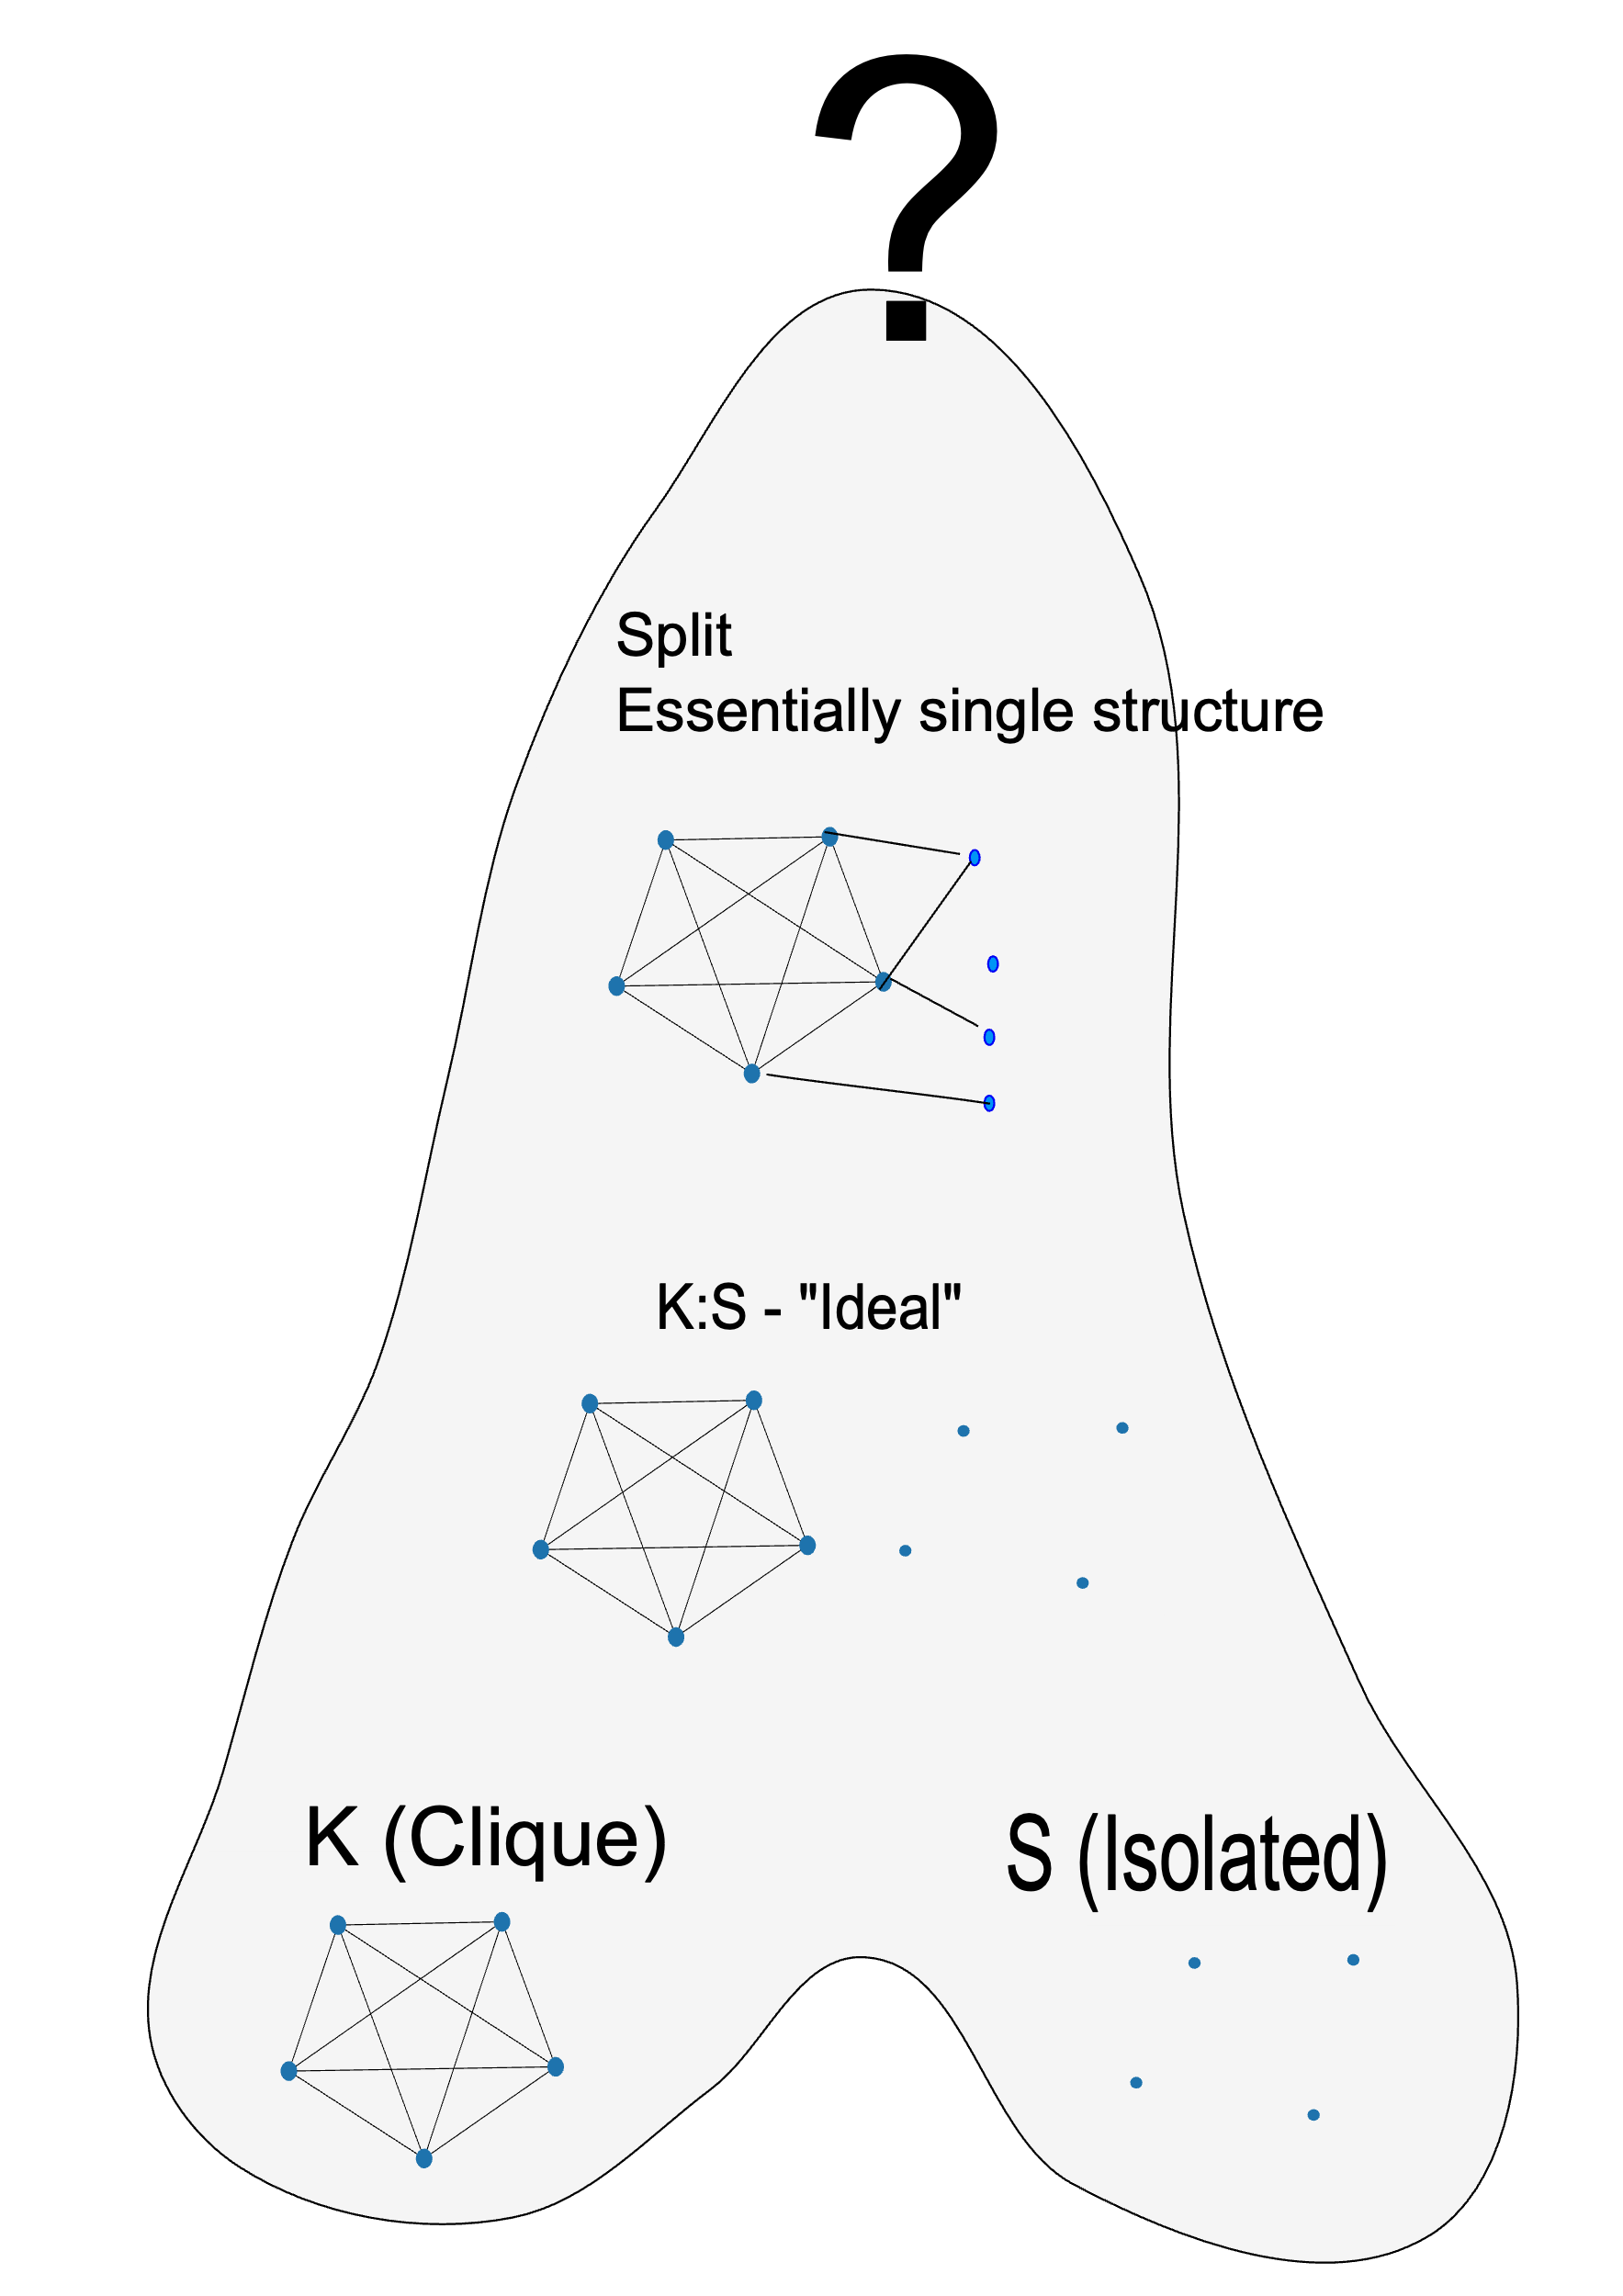 ?
Split
Essentially single structure
K:S - "Ideal"
K (Clique)
S (Isolated)